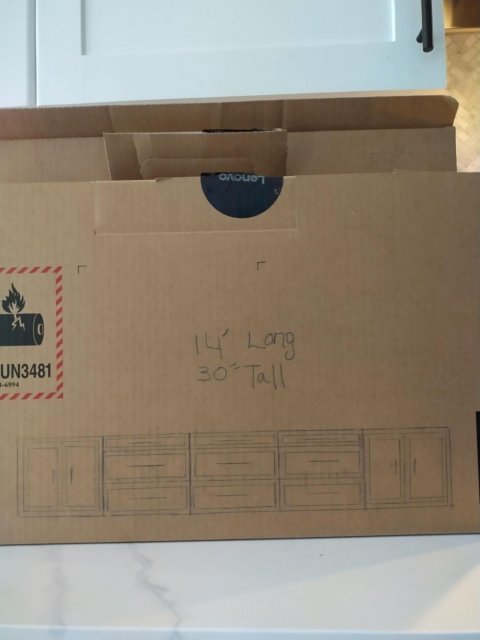 Lenovo
UN3481
14' Long
30" Tall